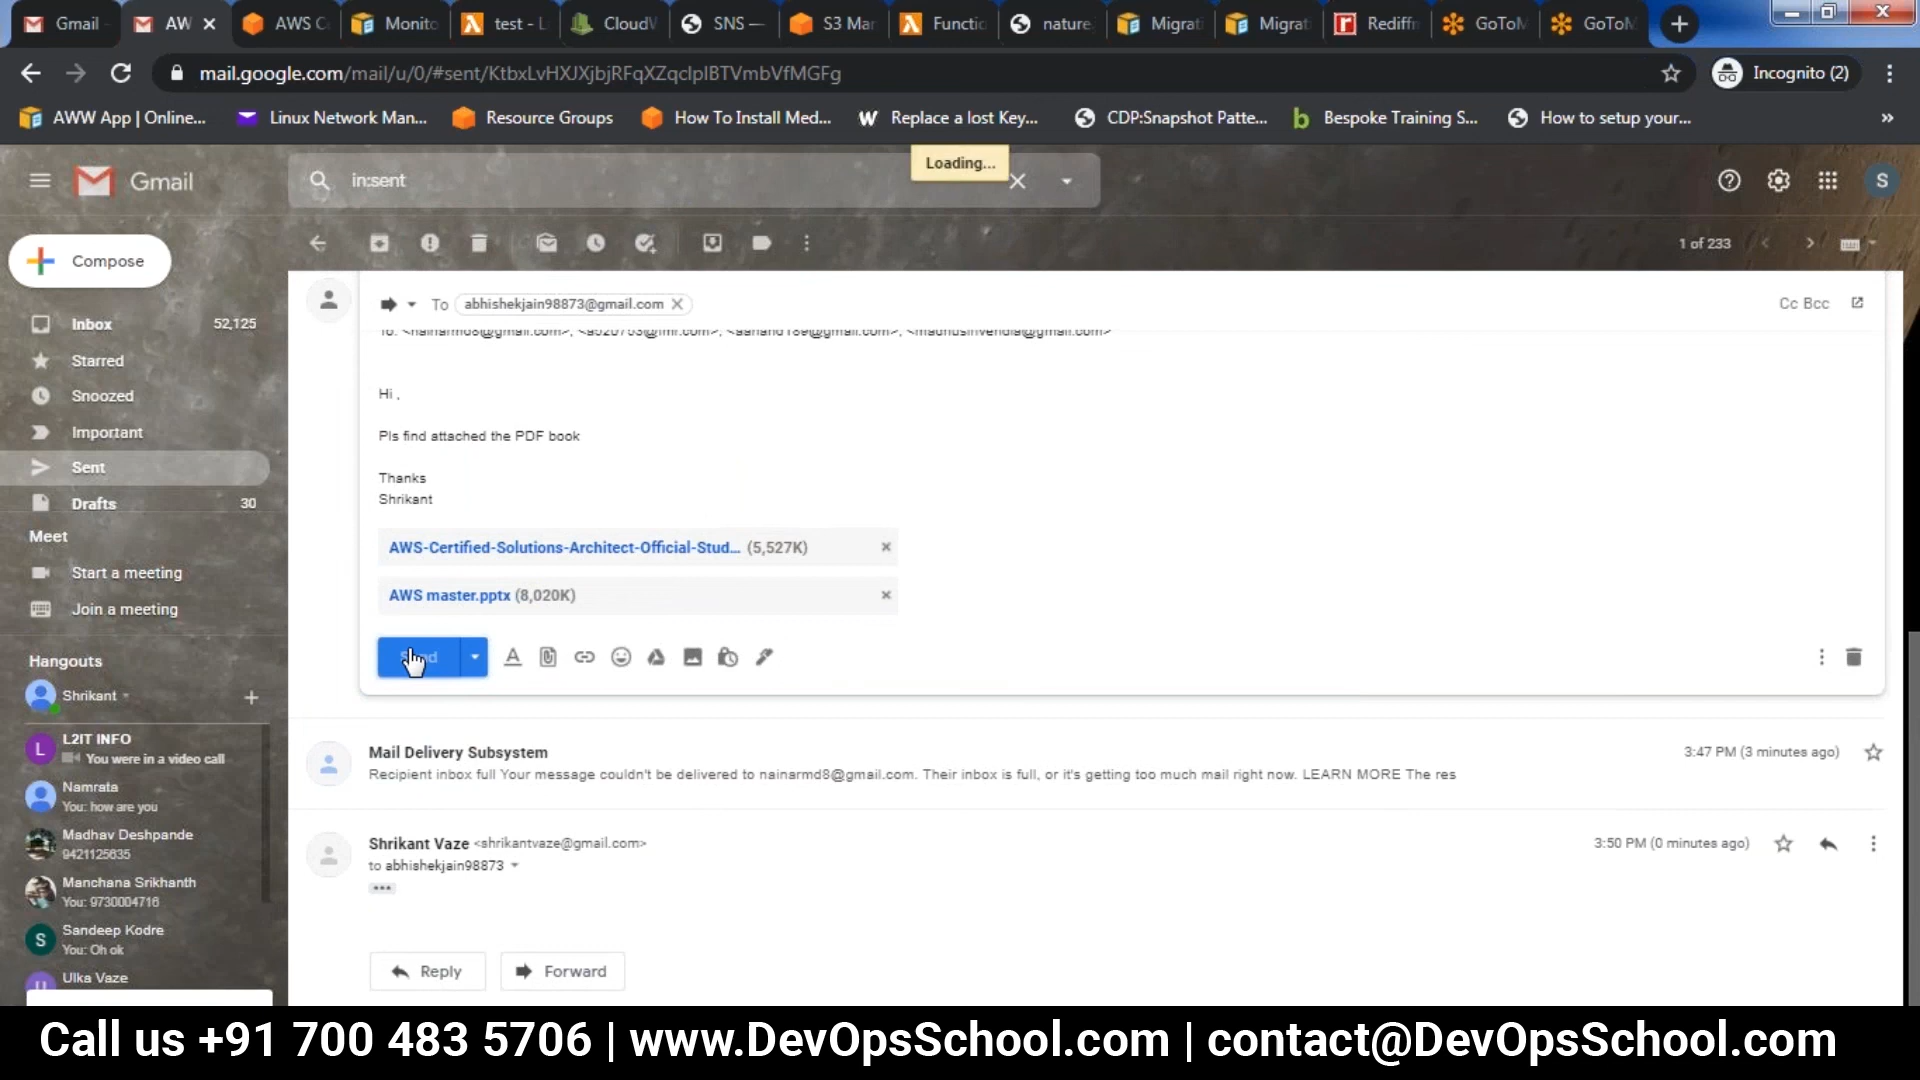 Gmail
AW
AWS C
Monito
test - L
CloudW
SNS —
S3 Man
Functio
nature
Migrat
Migrat
Rediffm
GoToM
GoToM
mail.google.com/mail/u/0/#sent/KtbxLvHXJXjbjRFqXZqclplBTVmbVfMGFg
Incognito (2)
AWW App | Online...
Linux Network Man...
Resource Groups
How To Install Med...
Replace a lost Key...
CDP:Snapshot Patte...
Bespoke Training S...
How to setup your...
»
Gmail
in:sent
Loading...
S
Compose
1 of 233
Inbox 52,125
Starred
Snoozed
Important
Sent
Drafts 30
Meet
Start a meeting
Join a meeting
Hangouts
Shrikant
L2IT INFO
You were in a video call
Namrata
You: how are you
Madhav Deshpande
9421125635
Manchana Srikhanth
You: 9730004716
Sandeep Kodre
You: Oh ok
Ulka Vaze
To abhishekjain98873@gmail.com
Cc Bcc
Hi ,
Pls find attached the PDF book
Thanks
Shrikant
AWS-Certified-Solutions-Architect-Official-Stud... (5,527K)
AWS master.pptx (8,020K)
Mail Delivery Subsystem
3:47 PM (3 minutes ago)
Recipient inbox full Your message couldn't be delivered to nainarmd8@gmail.com. Their inbox is full, or it's getting too much mail right now. LEARN MORE The res
Shrikant Vaze <shrikantvaze@gmail.com>
3:50 PM (0 minutes ago)
to abhishekjain98873
Reply
Forward
Call us +91 700 483 5706 | www.DevOpsSchool.com | contact@DevOpsSchool.com